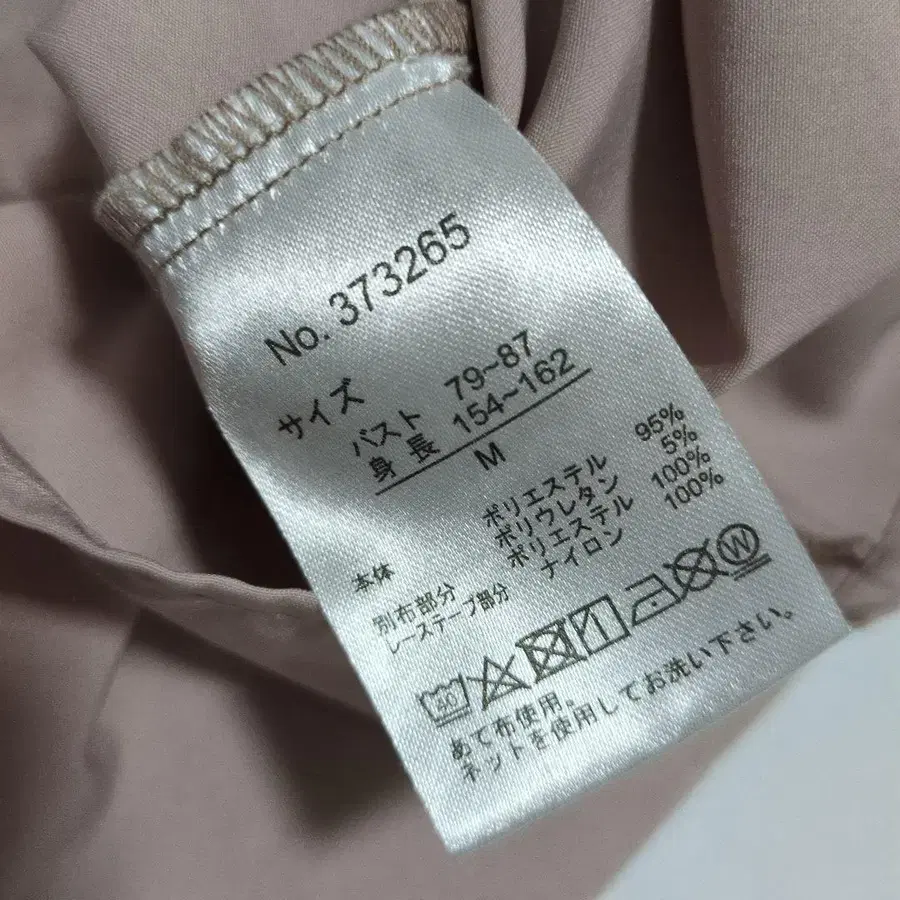 No. 373265
サイズ
バスト 79~87
身長 154~162
M
本体 ポリエステル 95%
ポリウレタン 5%
別布部分 ポリエステル 100%
レーステープ部分 ナイロン 100%
40 W
あて布使用。
ネットを使用してお洗い下さい。